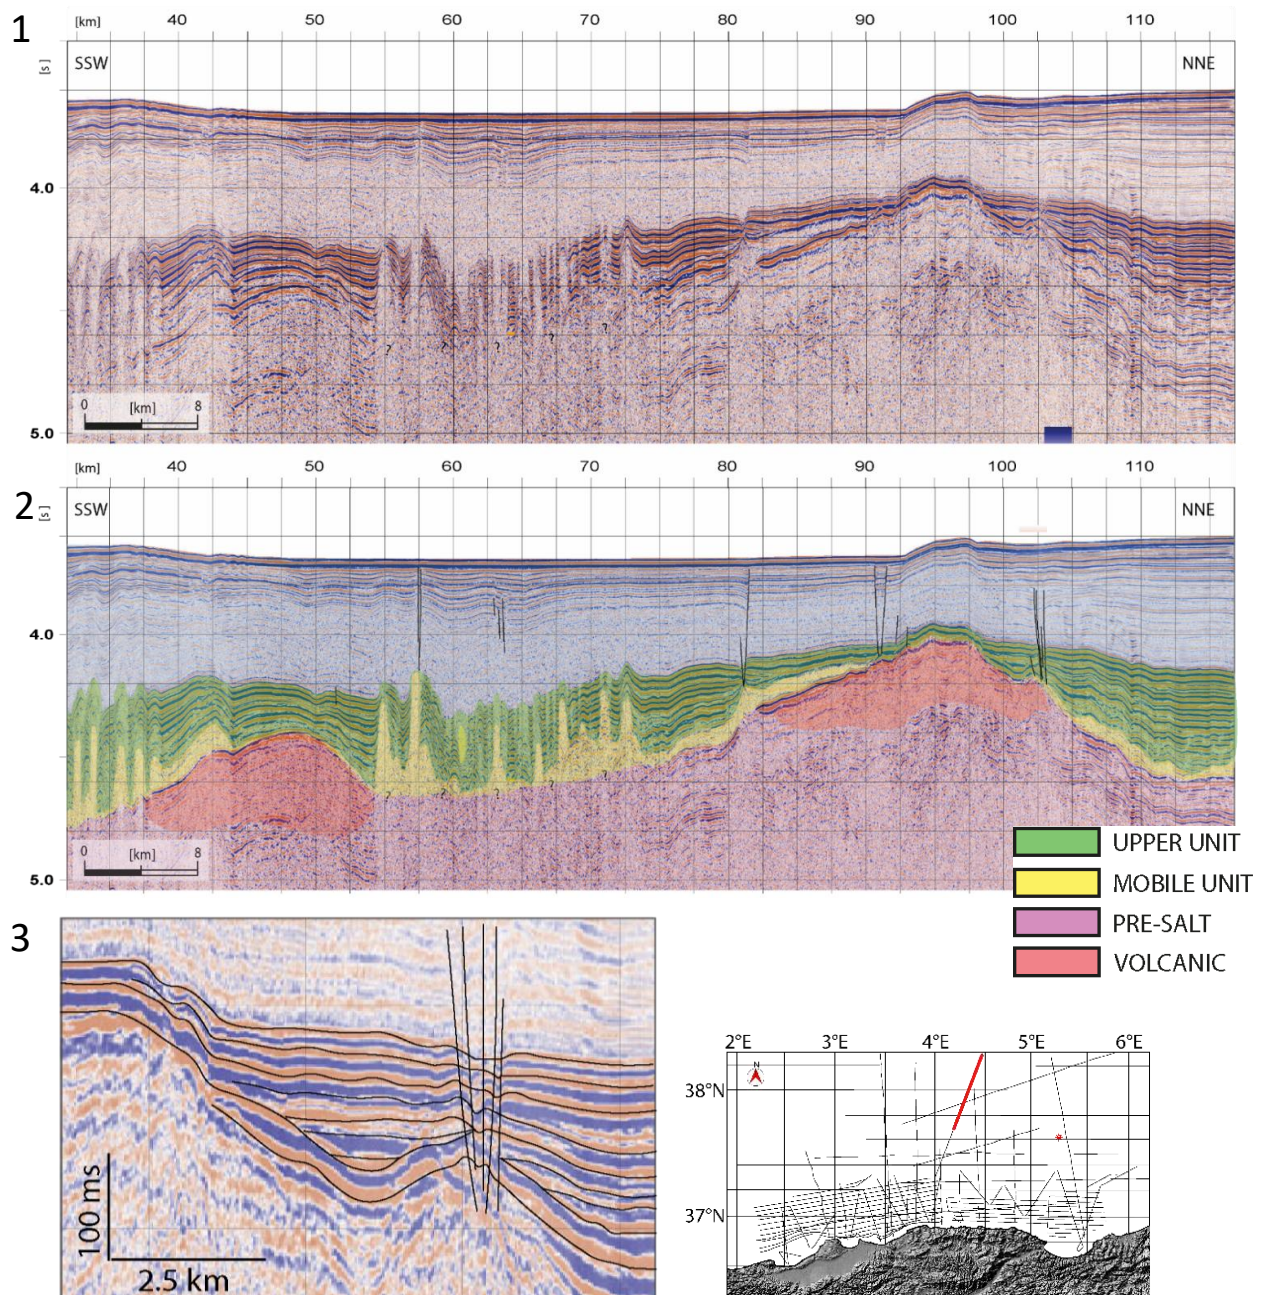 1
[km] 40 50 60 70 80 90 100 110
[s]
SSW NNE
4.0
? ? ? ? ?
0 [km] 8
5.0
[km] 40 50 60 70 80 90 100 110
2
[s]
SSW NNE
4.0
? ? ? ? ?
0 [km] 8
5.0
UPPER UNIT
MOBILE UNIT
PRE-SALT
VOLCANIC
3
100 ms
2.5 km
2°E 3°E 4°E 5°E 6°E
N
38°N
37°N